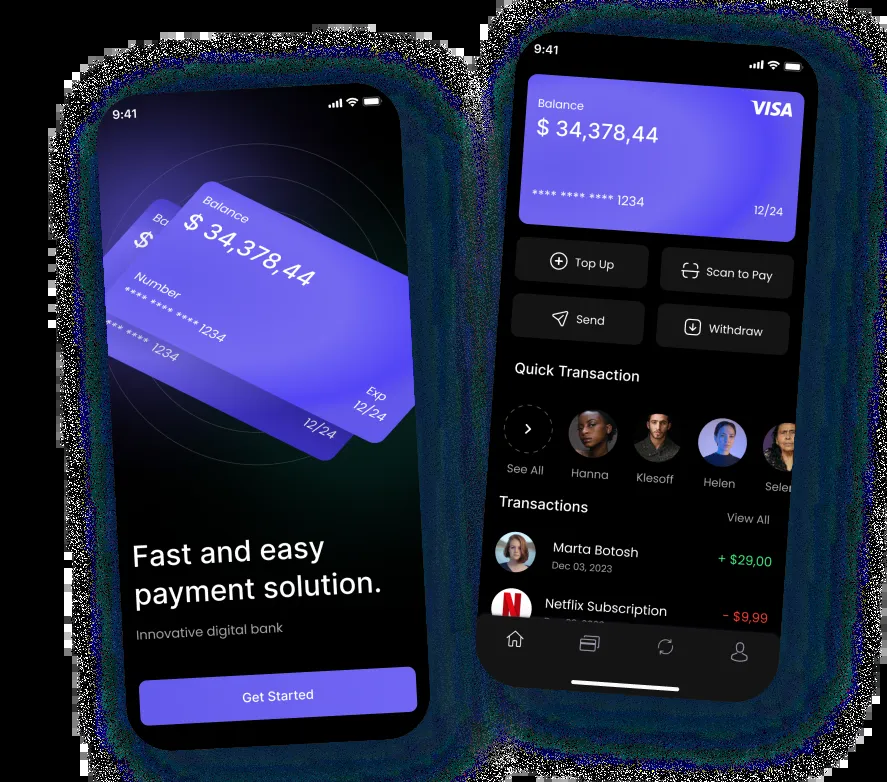 9:41
Balance
$ 34,378,44
Number
**** **** **** 1234
Exp
12/24
Ba
$
*** **** 1234
12/24
Fast and easy
payment solution.
Innovative digital bank
Get Started
9:41
Balance
VISA
$ 34,378,44
**** **** **** 1234
12/24
Top Up
Scan to Pay
Send
Withdraw
Quick Transaction
See All
Hanna
Klesoff
Helen
Selen
Transactions
View All
Marta Botosh
+ $29,00
Dec 03, 2023
N
Netflix Subscription
- $9,99